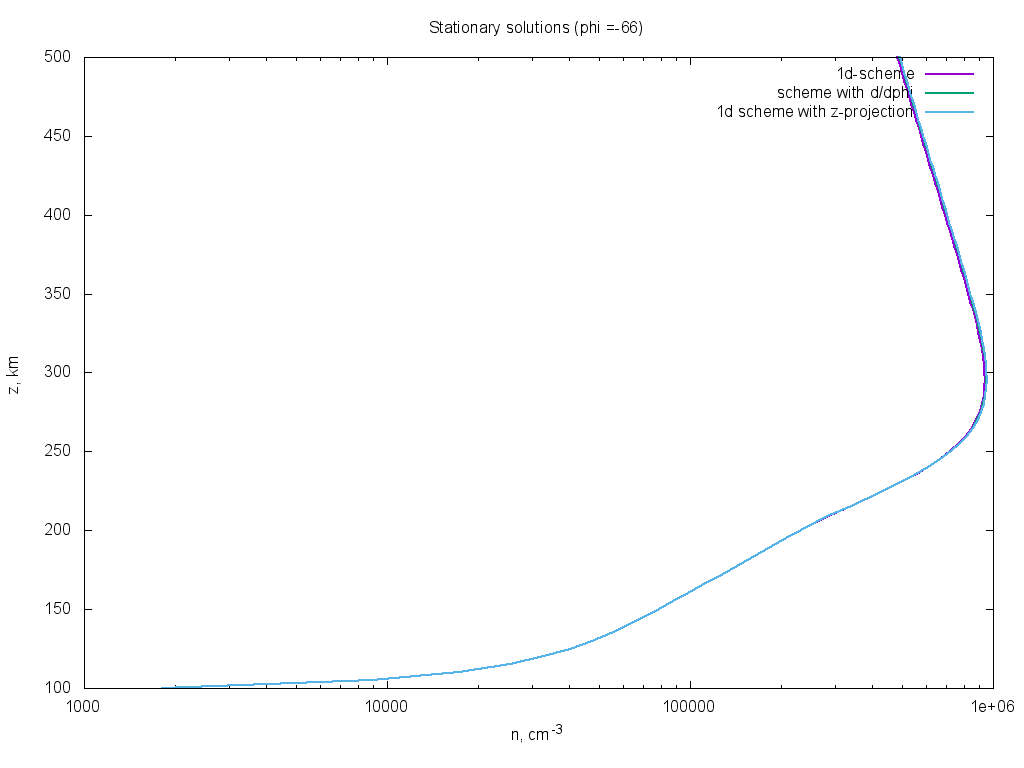 Stationary solutions (phi =-66)
500
1d-scheme
scheme with d/dphi
1d scheme with z-projection
450
400
350
300
z, km
250
200
150
100
1000
10000
100000
1e+06
n, cm-3